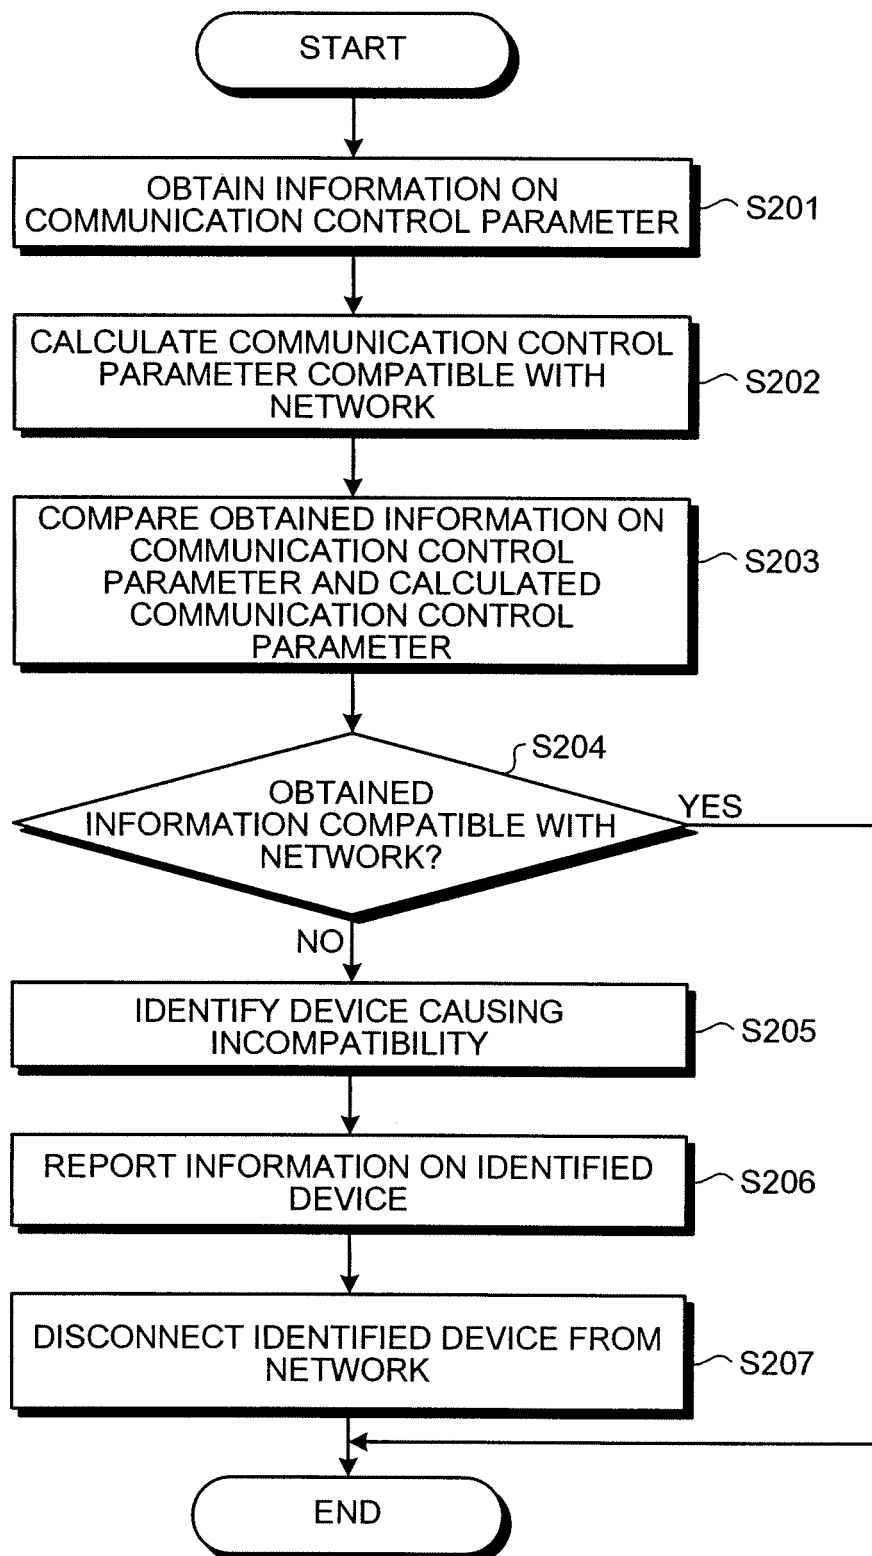 START
OBTAIN INFORMATION ON
COMMUNICATION CONTROL PARAMETER
S201
CALCULATE COMMUNICATION CONTROL
PARAMETER COMPATIBLE WITH
NETWORK
S202
COMPARE OBTAINED INFORMATION ON
COMMUNICATION CONTROL
PARAMETER AND CALCULATED
COMMUNICATION CONTROL
PARAMETER
S203
S204
OBTAINED
INFORMATION COMPATIBLE WITH
NETWORK?
YES
NO
IDENTIFY DEVICE CAUSING
INCOMPATIBILITY
S205
REPORT INFORMATION ON IDENTIFIED
DEVICE
S206
DISCONNECT IDENTIFIED DEVICE FROM
NETWORK
S207
END